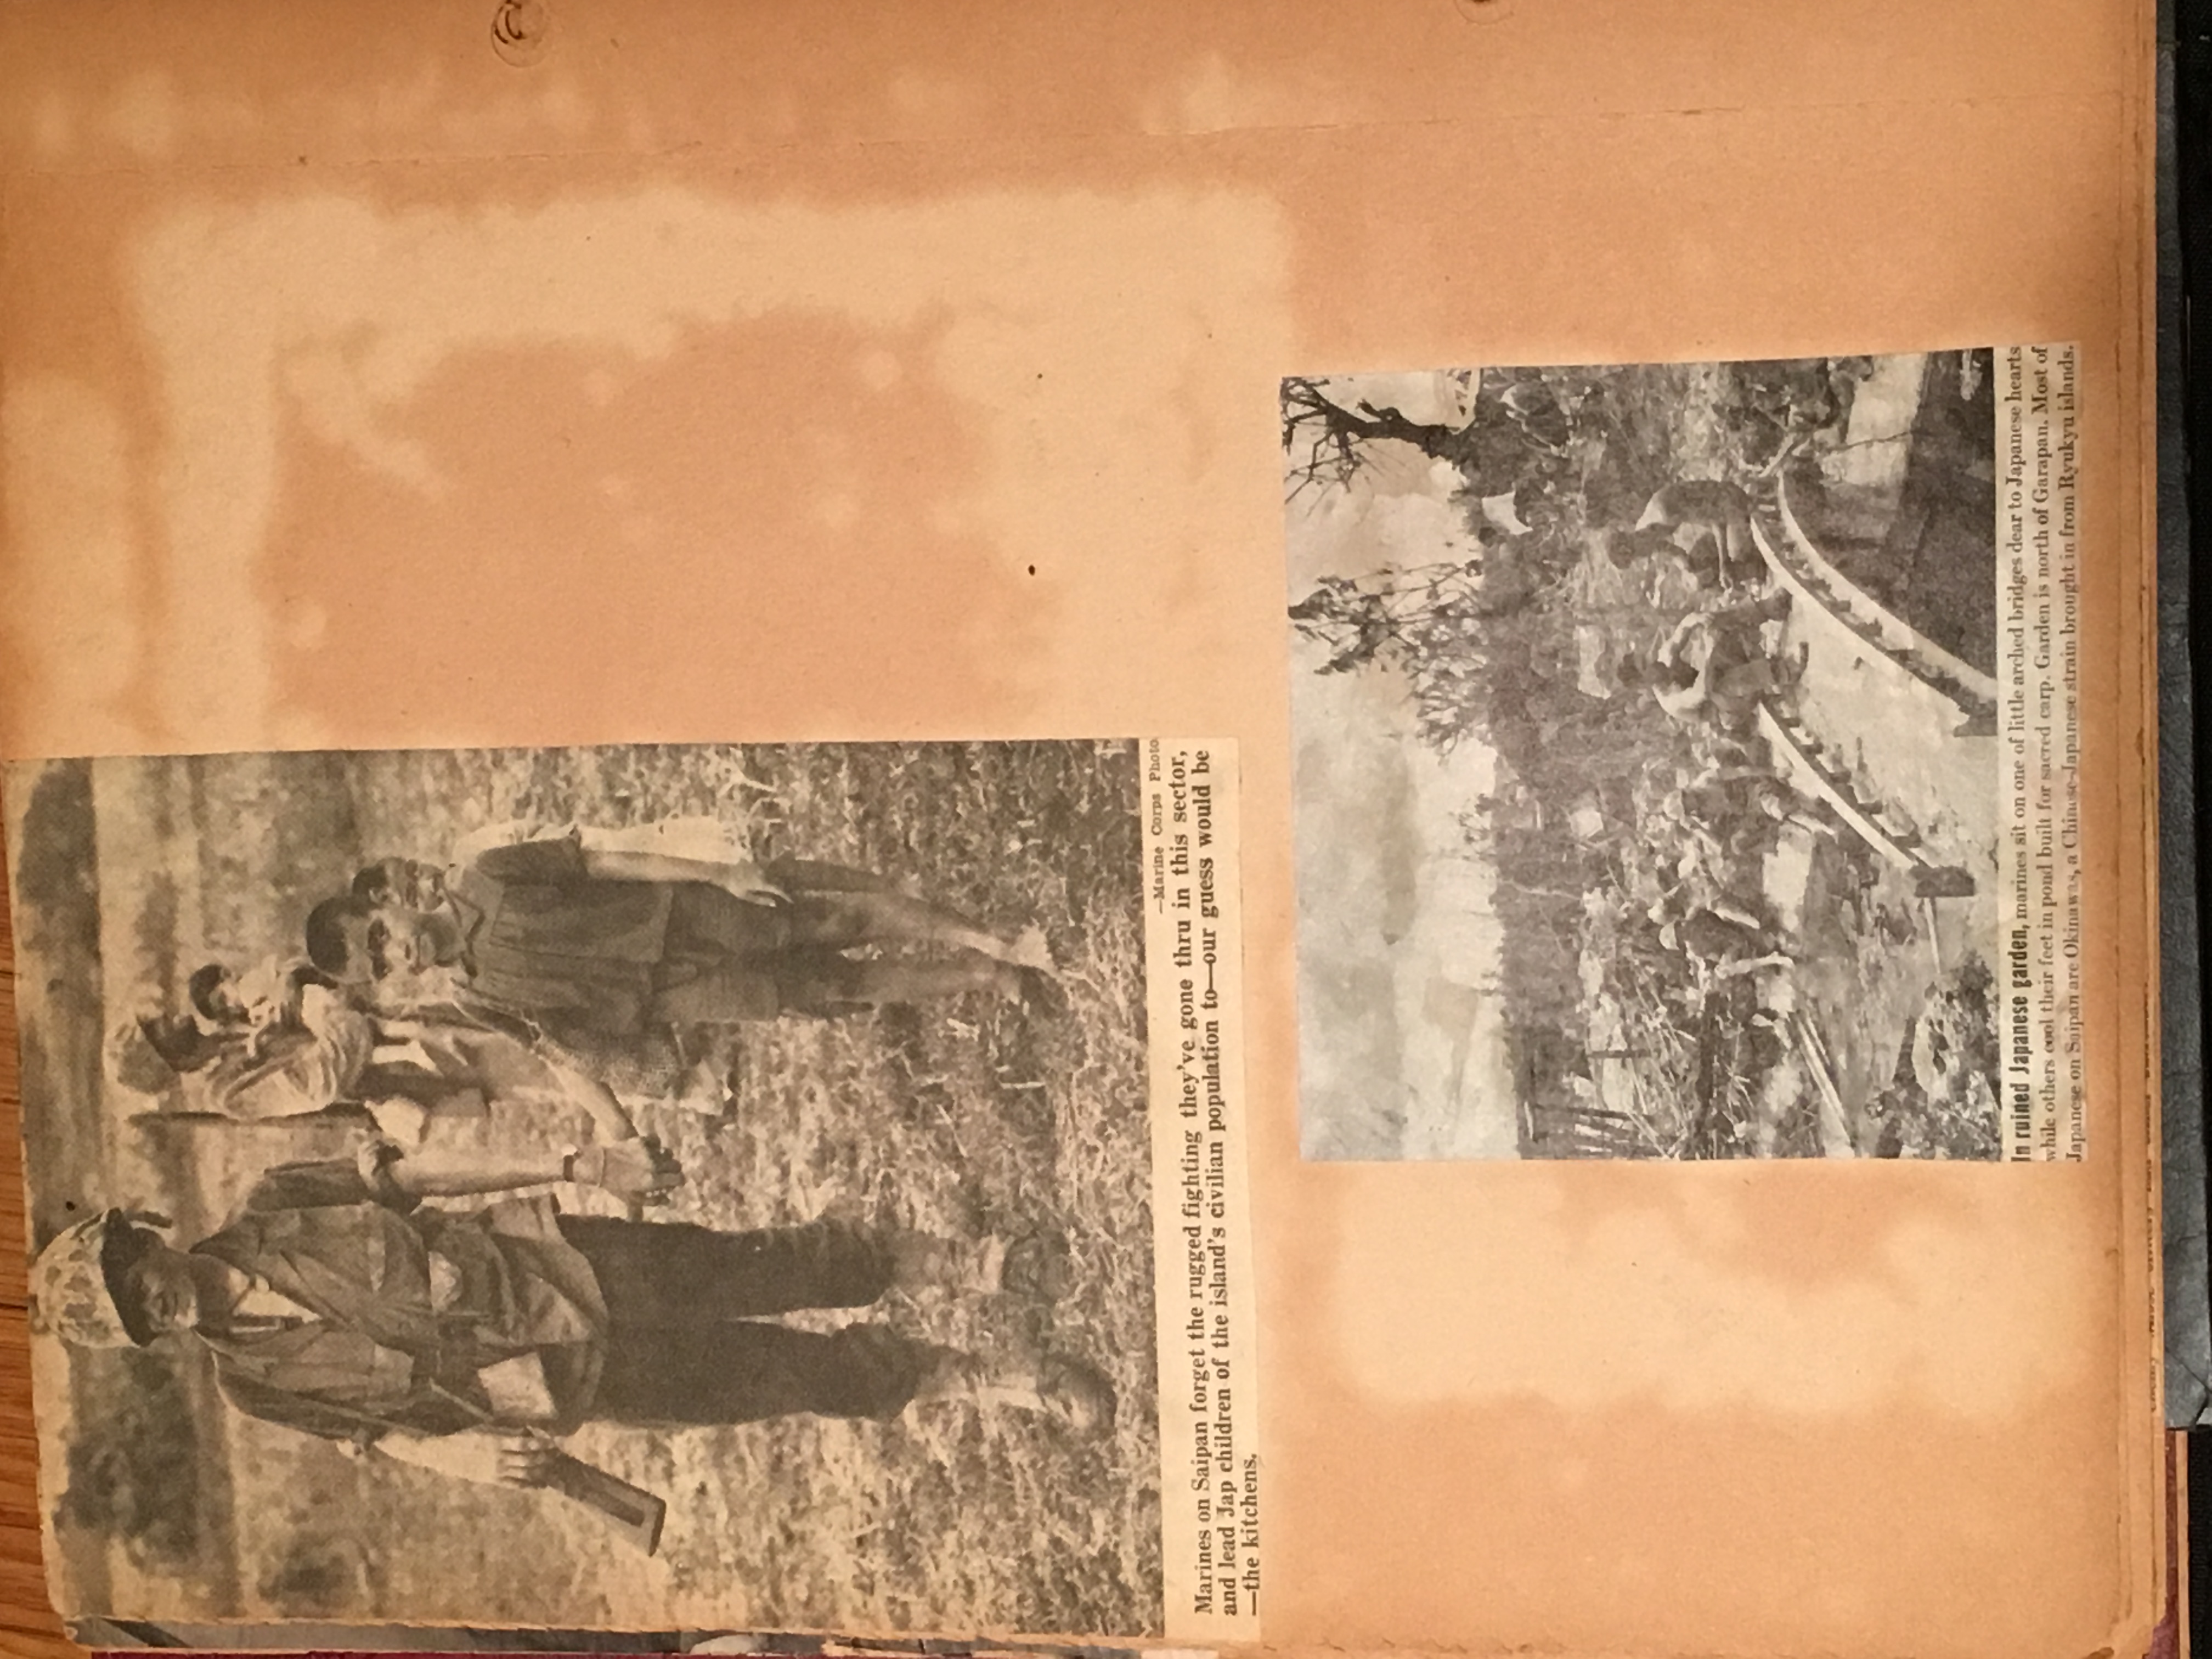 —Marine Corps Photo
Marines on Saipan forget the rugged fighting they've gone thru in this sector,
and lead Jap children of the island's civilian population to—our guess would be
—the kitchens.
In ruined Japanese garden, marines sit on one of little arched bridges dear to Japanese hearts
while others cool their feet in pond built for sacred carp. Garden is north of Garapan. Most of
Japanese on Saipan are Okinawas, a Chinese-Japanese strain brought in from Ryukyu islands.